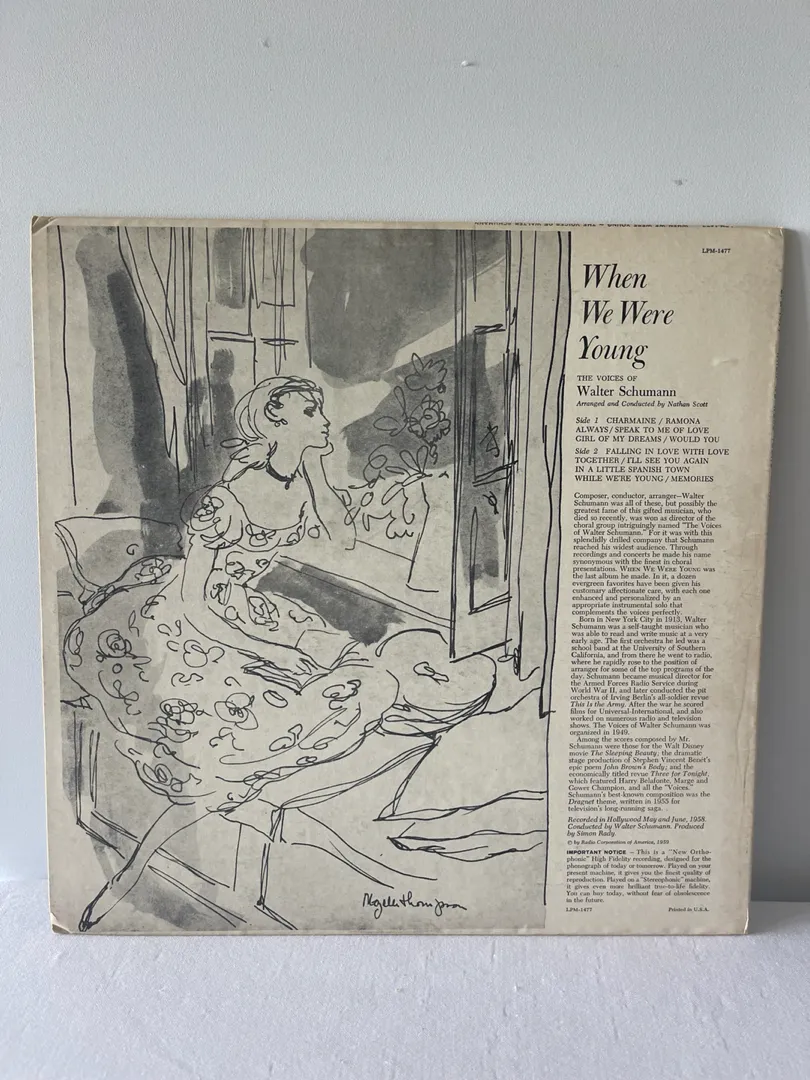 LPM-1477
When
We Were
Young
THE VOICES OF
Walter Schumann
Arranged and Conducted by Nathan Scott
Side 1 CHARMAINE / RAMONA
ALWAYS / SPEAK TO ME OF LOVE
GIRL OF MY DREAMS / WOULD YOU
Side 2 FALLING IN LOVE WITH LOVE
TOGETHER / I'LL SEE YOU AGAIN
IN A LITTLE SPANISH TOWN
WHILE WE'RE YOUNG / MEMORIES
Composer, conductor, arranger—Walter
Schumann was all of these, but possibly the
greatest fame of this gifted musician, who
died so recently, was won as director of the
choral group intriguingly named "The Voices
of Walter Schumann." For it was with this
splendidly drilled company that Schumann
reached his widest audience. Through
recordings and concerts he made his name
synonymous with the finest in choral
presentations. WHEN WE WERE YOUNG was
the last album he made. In it, a dozen
evergreen favorites have been given his
customary affectionate care, with each one
enhanced and personalized by an
appropriate instrumental solo that
complements the voices perfectly.
Born in New York City in 1913, Walter
Schumann was a self-taught musician who
was able to read and write music at a very
early age. The first orchestra he led was a
school band at the University of Southern
California, and from there he went to radio,
where he rapidly rose to the position of
arranger for some of the top programs of the
day. Schumann became musical director for
the Armed Forces Radio Service during
World War II, and later conducted the pit
orchestra of Irving Berlin's all-soldier revue
This Is the Army. After the war he scored
films for Universal-International, and also
worked on numerous radio and television
shows. The Voices of Walter Schumann was
organized in 1949.
Among the scores composed by Mr.
Schumann were those for the Walt Disney
movie The Sleeping Beauty; the dramatic
stage production of Stephen Vincent Benét's
epic poem John Brown's Body; and the
economically titled revue Three for Tonight,
which featured Harry Belafonte, Marge and
Gower Champion, and all the "Voices."
Schumann's best-known composition was the
Dragnet theme, written in 1953 for
television's long-running saga.
Recorded in Hollywood May and June, 1958.
Conducted by Walter Schumann. Produced
by Simon Rady.
© by Radio Corporation of America, 1959
IMPORTANT NOTICE – This is a "New Ortho-
phonic" High Fidelity recording, designed for the
phonograph of today or tomorrow. Played on your
present machine, it gives you the finest quality of
reproduction. Played on a "Stereophonic" machine,
it gives even more brilliant true-to-life fidelity.
You can buy today, without fear of obsolescence
in the future.
LPM-1477 Printed in U.S.A.